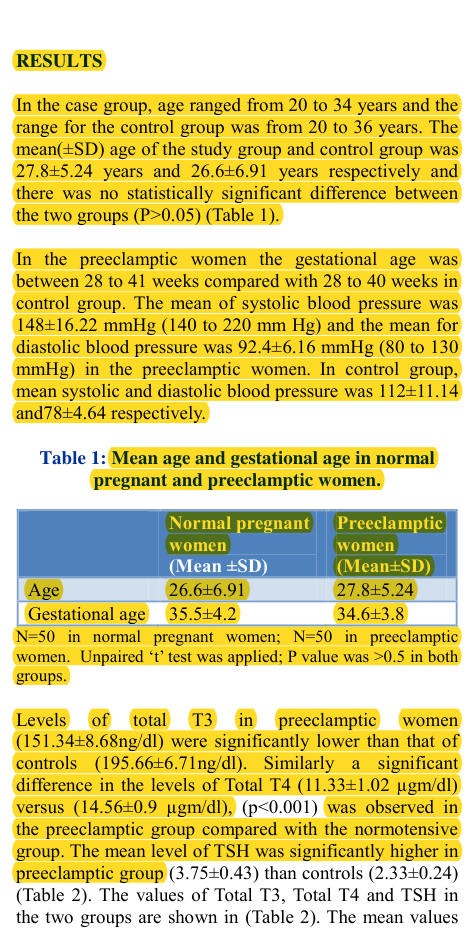 RESULTS
In the case group, age ranged from 20 to 34 years and the
range for the control group was from 20 to 36 years. The
mean(±SD) age of the study group and control group was
27.8±5.24 years and 26.6±6.91 years respectively and
there was no statistically significant difference between
the two groups (P>0.05) (Table 1).
In the preeclamptic women the gestational age was
between 28 to 41 weeks compared with 28 to 40 weeks in
control group. The mean of systolic blood pressure was
148±16.22 mmHg (140 to 220 mm Hg) and the mean for
diastolic blood pressure was 92.4±6.16 mmHg (80 to 130
mmHg) in the preeclamptic women. In control group,
mean systolic and diastolic blood pressure was 112±11.14
and78±4.64 respectively.
Table 1: Mean age and gestational age in normal
pregnant and preeclamptic women.
Normal pregnant Preeclamptic
women women
(Mean ±SD) (Mean±SD)
Age 26.6±6.91 27.8±5.24
Gestational age 35.5±4.2 34.6±3.8
N=50 in normal pregnant women; N=50 in preeclamptic
women. Unpaired ‘t’ test was applied; P value was >0.5 in both
groups.
Levels of total T3 in preeclamptic women
(151.34±8.68ng/dl) were significantly lower than that of
controls (195.66±6.71ng/dl). Similarly a significant
difference in the levels of Total T4 (11.33±1.02 µgm/dl)
versus (14.56±0.9 µgm/dl), (p<0.001) was observed in
the preeclamptic group compared with the normotensive
group. The mean level of TSH was significantly higher in
preeclamptic group (3.75±0.43) than controls (2.33±0.24)
(Table 2). The values of Total T3, Total T4 and TSH in
the two groups are shown in (Table 2). The mean values